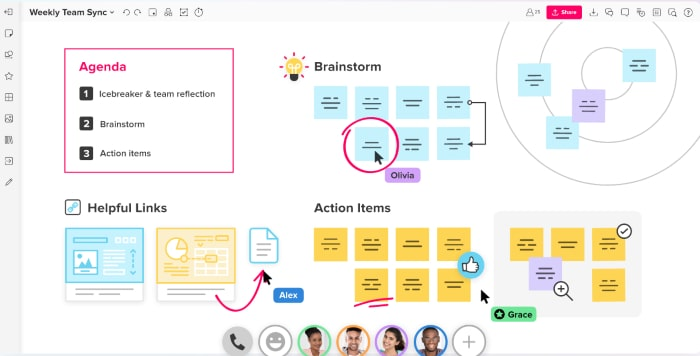 Weekly Team Sync
25
Share
Agenda
1 Icebreaker & team reflection
2 Brainstorm
3 Action items
Brainstorm
Olivia
Helpful Links
Alex
Action Items
Grace